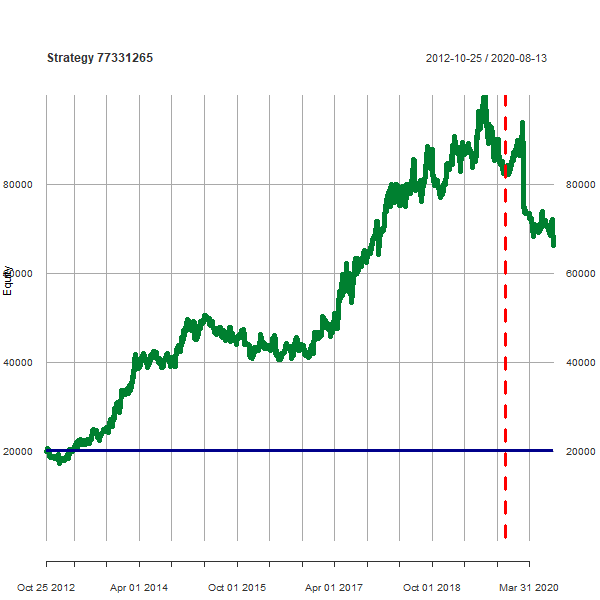 Strategy 77331265
2012-10-25 / 2020-08-13
80000
80000
Equity
60000
60000
40000
40000
20000
20000
Oct 25 2012
Apr 01 2014
Oct 01 2015
Apr 01 2017
Oct 01 2018
Mar 31 2020